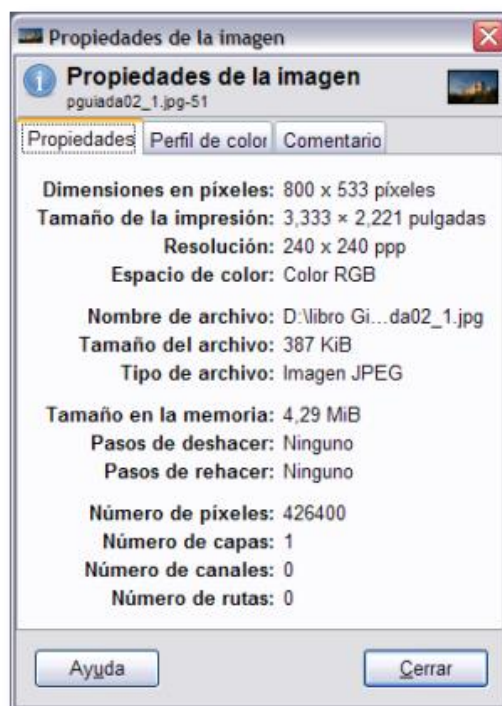 Propiedades de la imagen
Propiedades de la imagen
pguiada02_1.jpg-51
Propiedades Perfil de color Comentario
Dimensiones en píxeles: 800 x 533 píxeles
Tamaño de la impresión: 3,333 × 2,221 pulgadas
Resolución: 240 x 240 ppp
Espacio de color: Color RGB
Nombre de archivo: D:\libro Gi...da02_1.jpg
Tamaño del archivo: 387 KiB
Tipo de archivo: Imagen JPEG
Tamaño en la memoria: 4,29 MiB
Pasos de deshacer: Ninguno
Pasos de rehacer: Ninguno
Número de píxeles: 426400
Número de capas: 1
Número de canales: 0
Número de rutas: 0
Ayuda Cerrar